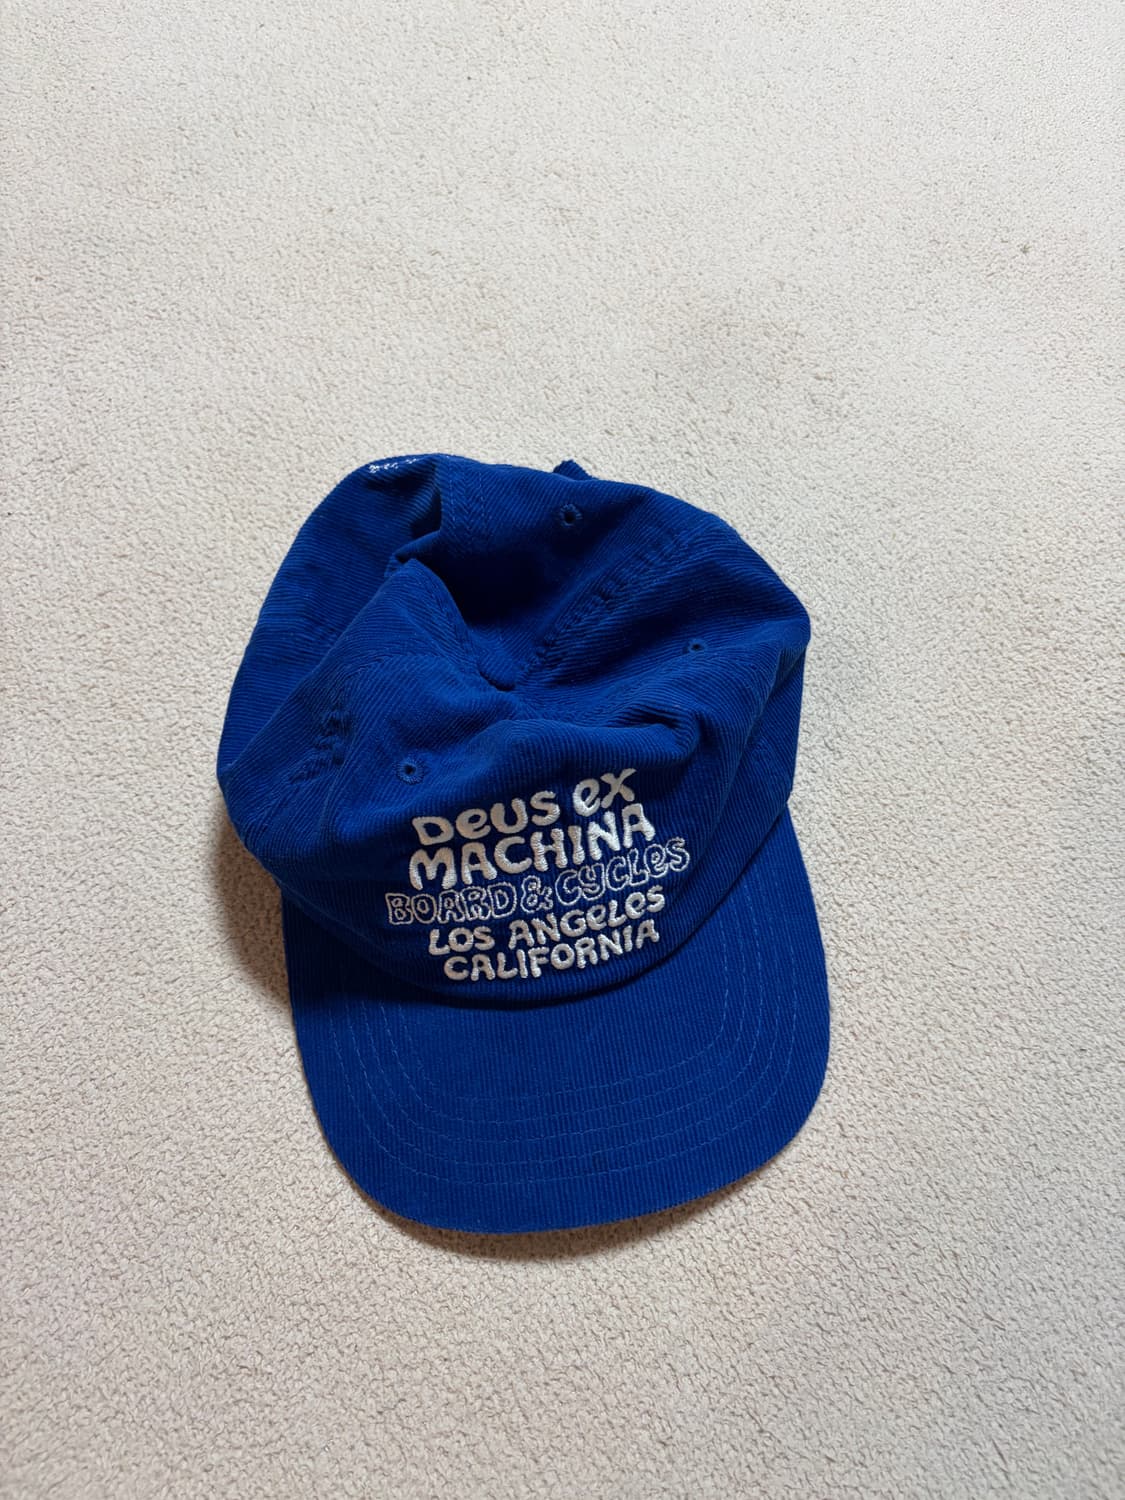 Deus ex
MACHINA
BOARD & CYCLES
LOS ANGELES
CALIFORNIA